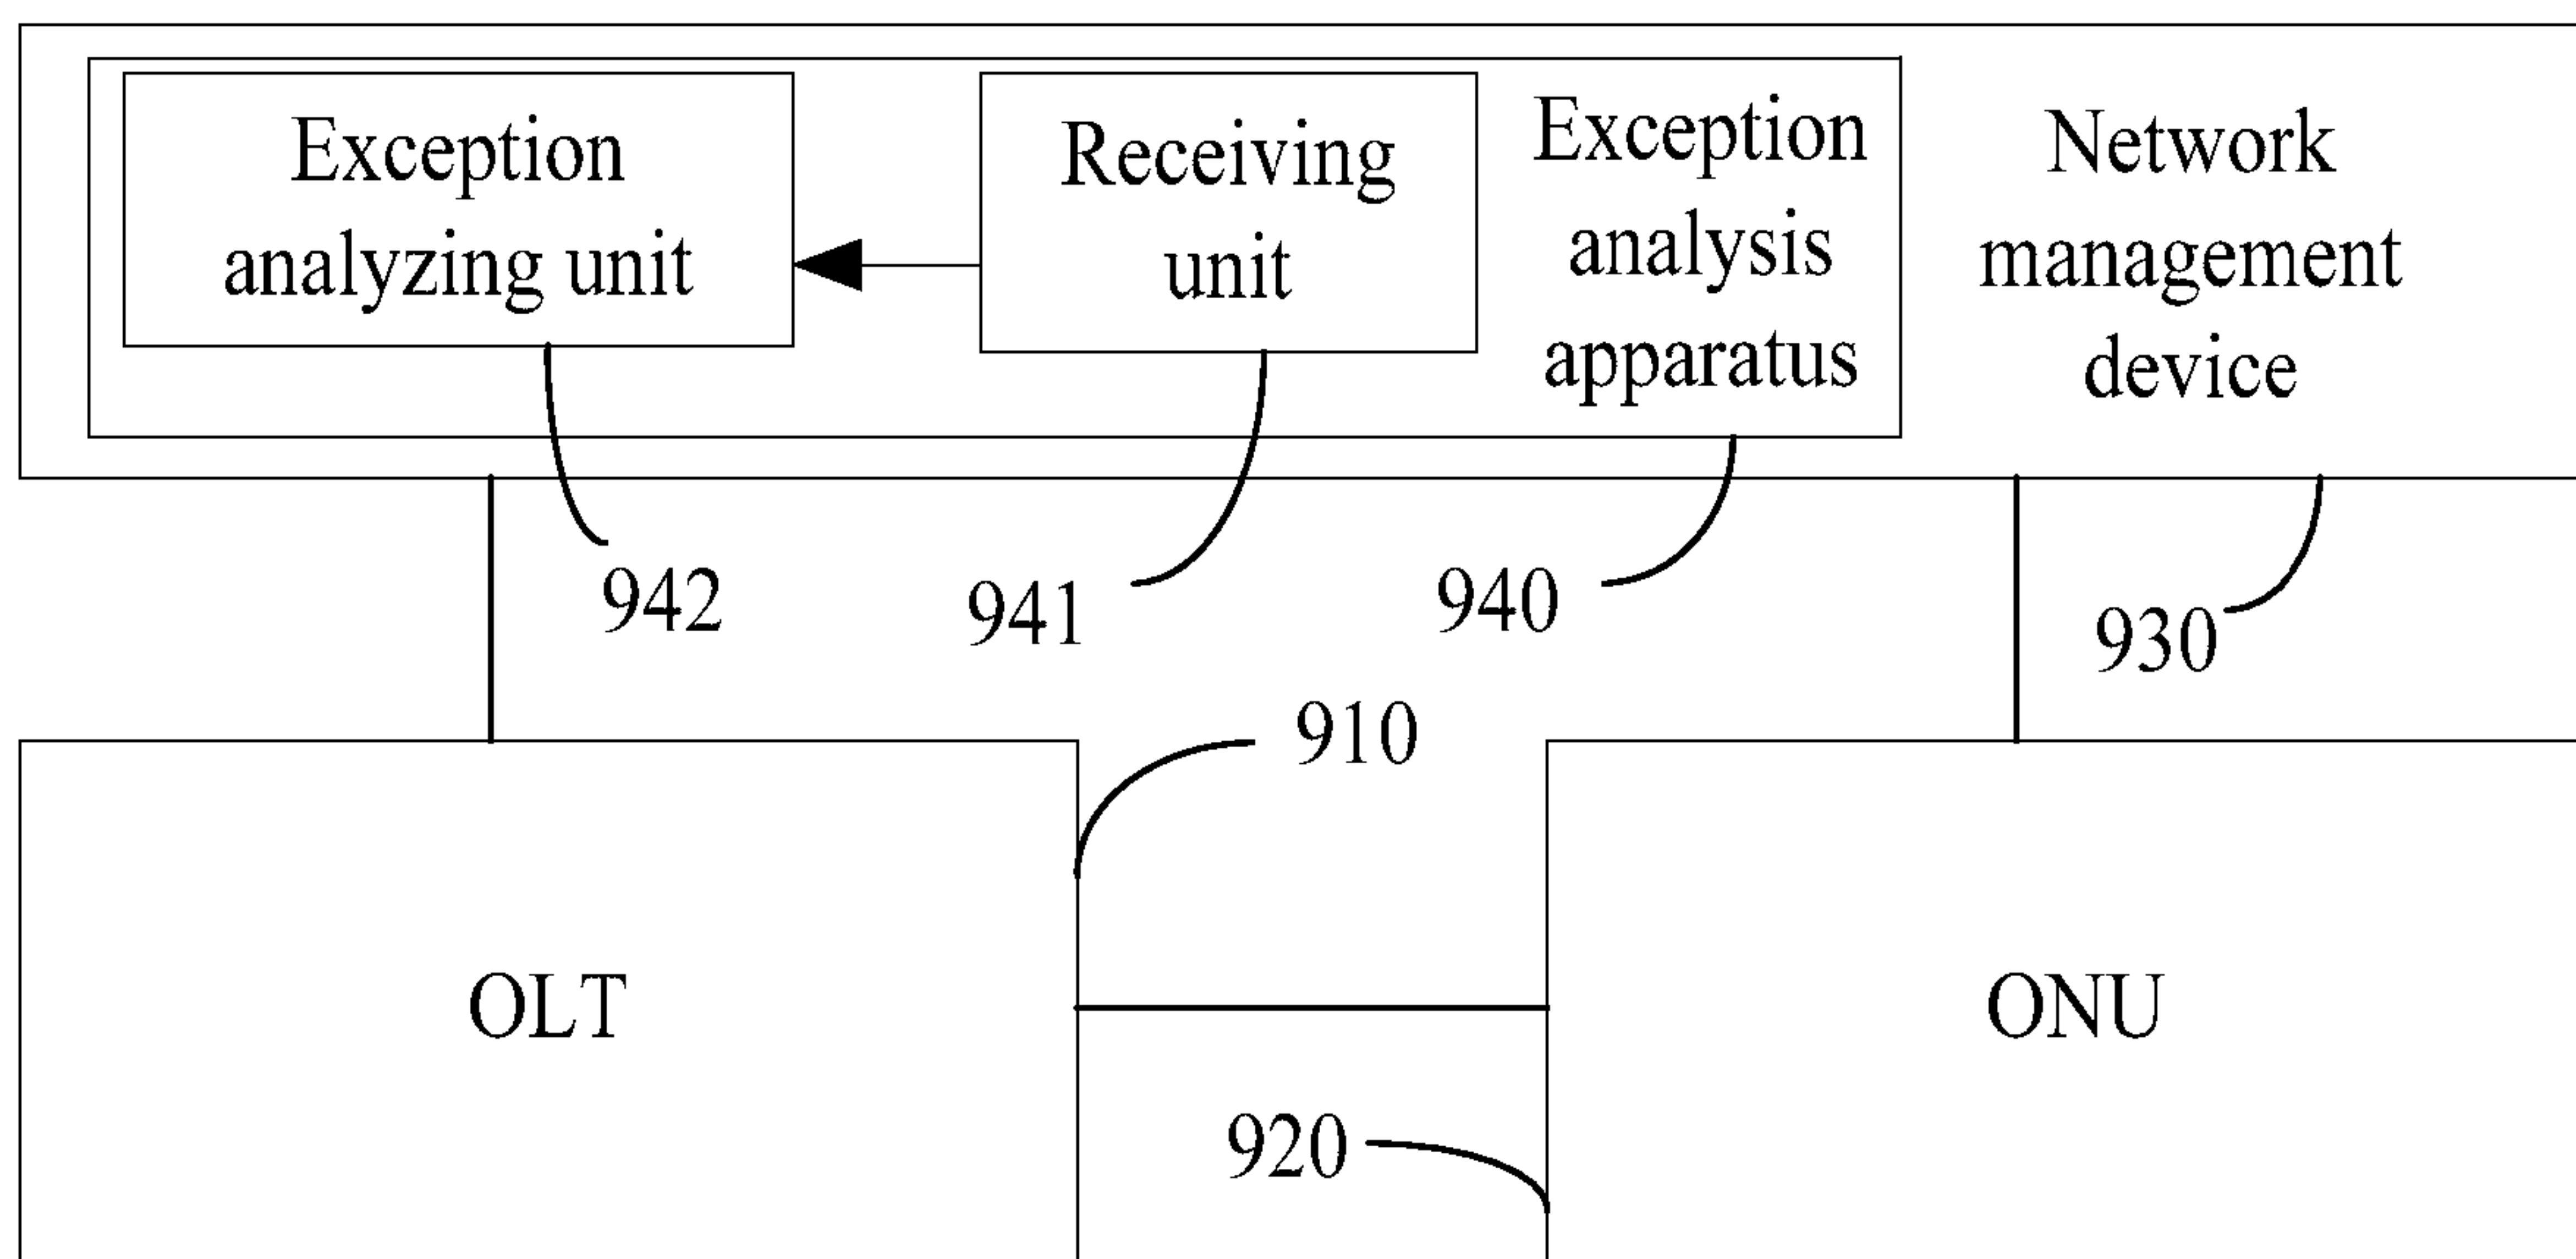 Exception
analyzing unit
Receiving
unit
Exception
analysis
apparatus
Network
management
device
942
941
940
930
910
OLT
ONU
920